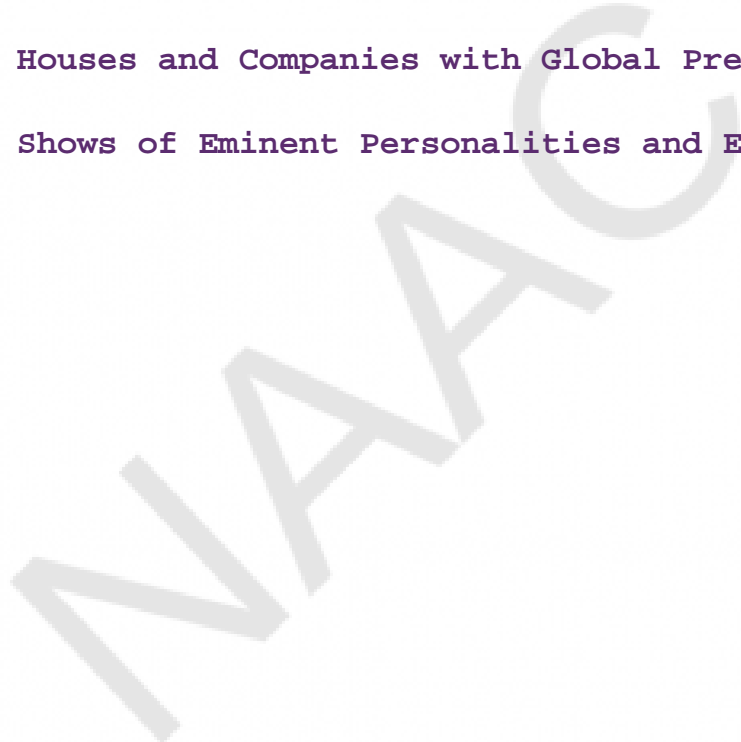 Houses and Companies with Global Pre
Shows of Eminent Personalities and E
NAAC